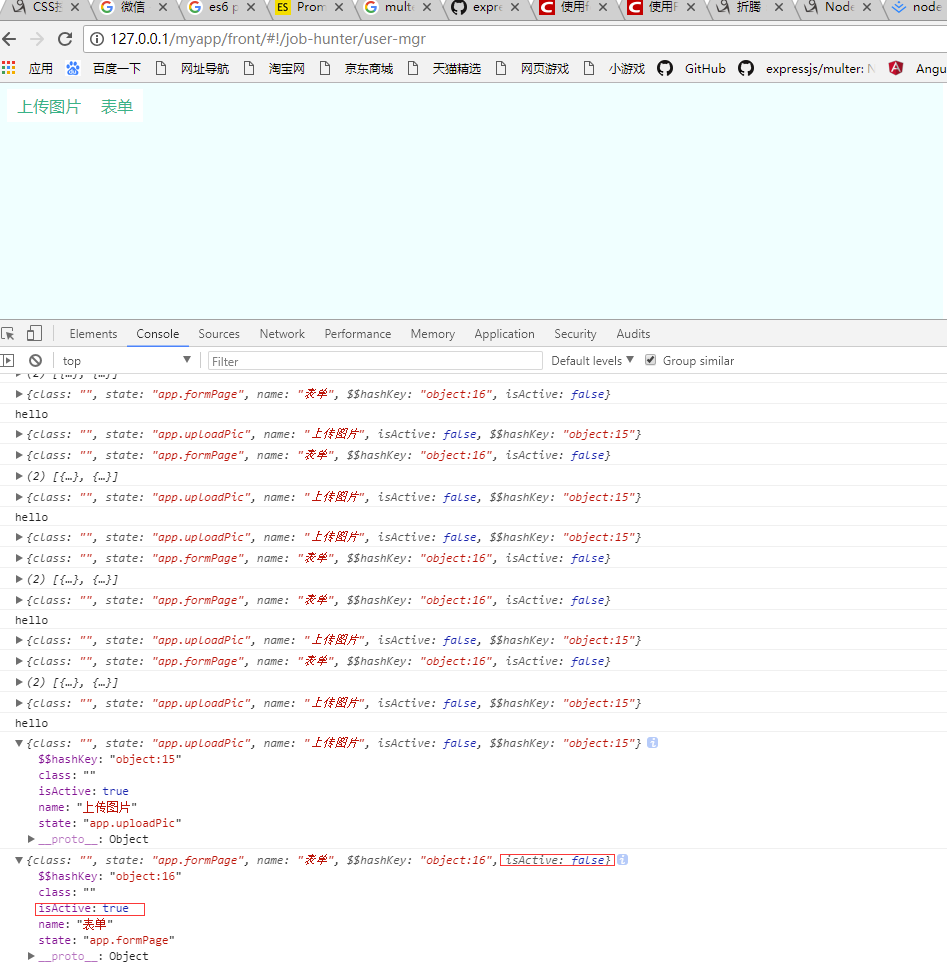 CSS 微信 es6 p ES Prom mult expre 使用f 使用F 折腾 Node node
127.0.0.1/myapp/front/#!/job-hunter/user-mgr
应用 百度一下 网址导航 淘宝网 京东商城 天猫精选 网页游戏 小游戏 GitHub expressjs/multer: Angu
上传图片 表单
Elements Console Sources Network Performance Memory Application Security Audits
top Filter Default levels Group similar
(2) [{…}, {…}]
{class: "", state: "app.formPage", name: "表单", $$hashKey: "object:16", isActive: false}
hello
{class: "", state: "app.uploadPic", name: "上传图片", isActive: false, $$hashKey: "object:15"}
{class: "", state: "app.formPage", name: "表单", $$hashKey: "object:16", isActive: false}
(2) [{…}, {…}]
{class: "", state: "app.uploadPic", name: "上传图片", isActive: false, $$hashKey: "object:15"}
hello
{class: "", state: "app.uploadPic", name: "上传图片", isActive: false, $$hashKey: "object:15"}
{class: "", state: "app.formPage", name: "表单", $$hashKey: "object:16", isActive: false}
(2) [{…}, {…}]
{class: "", state: "app.formPage", name: "表单", $$hashKey: "object:16", isActive: false}
hello
{class: "", state: "app.uploadPic", name: "上传图片", isActive: false, $$hashKey: "object:15"}
{class: "", state: "app.formPage", name: "表单", $$hashKey: "object:16", isActive: false}
(2) [{…}, {…}]
{class: "", state: "app.uploadPic", name: "上传图片", isActive: false, $$hashKey: "object:15"}
hello
{class: "", state: "app.uploadPic", name: "上传图片", isActive: false, $$hashKey: "object:15"}
$$hashKey: "object:15"
class: ""
isActive: true
name: "上传图片"
state: "app.uploadPic"
__proto__: Object
{class: "", state: "app.formPage", name: "表单", $$hashKey: "object:16", isActive: false}
$$hashKey: "object:16"
class: ""
isActive: true
name: "表单"
state: "app.formPage"
__proto__: Object